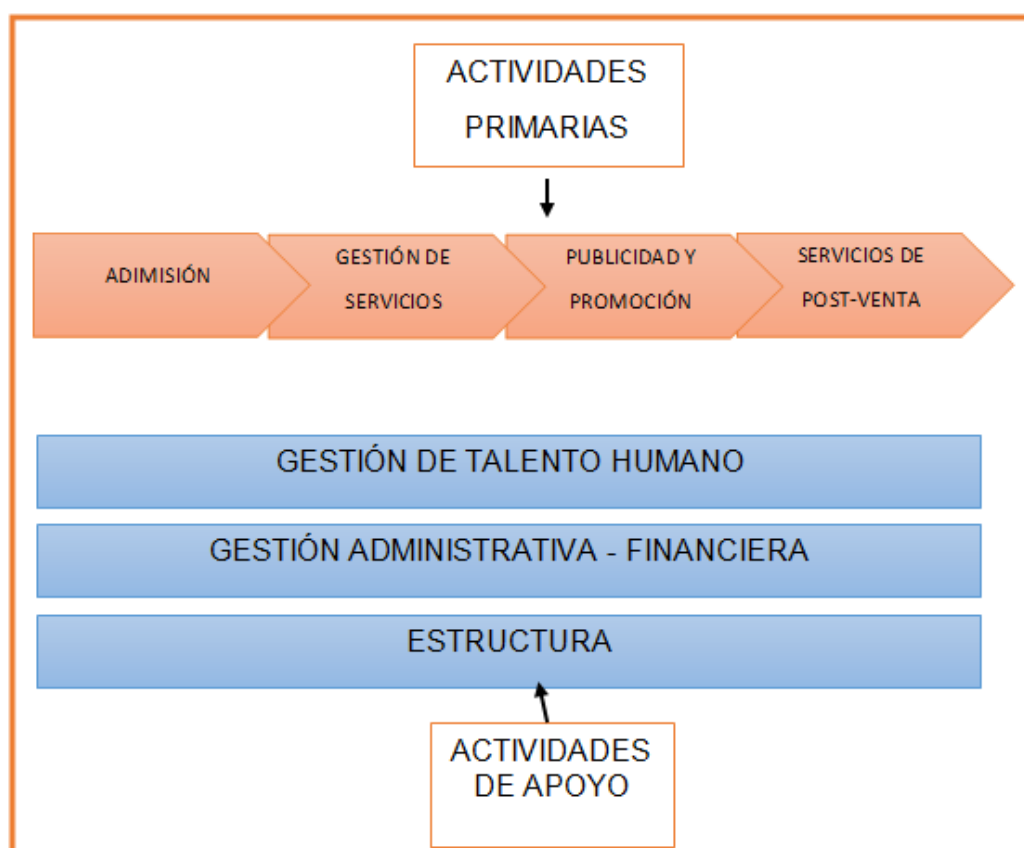 ACTIVIDADES
PRIMARIAS
ADIMISIÓN
GESTIÓN DE
SERVICIOS
PUBLICIDAD Y
PROMOCIÓN
SERVICIOS DE
POST-VENTA
GESTIÓN DE TALENTO HUMANO
GESTIÓN ADMINISTRATIVA - FINANCIERA
ESTRUCTURA
ACTIVIDADES
DE APOYO